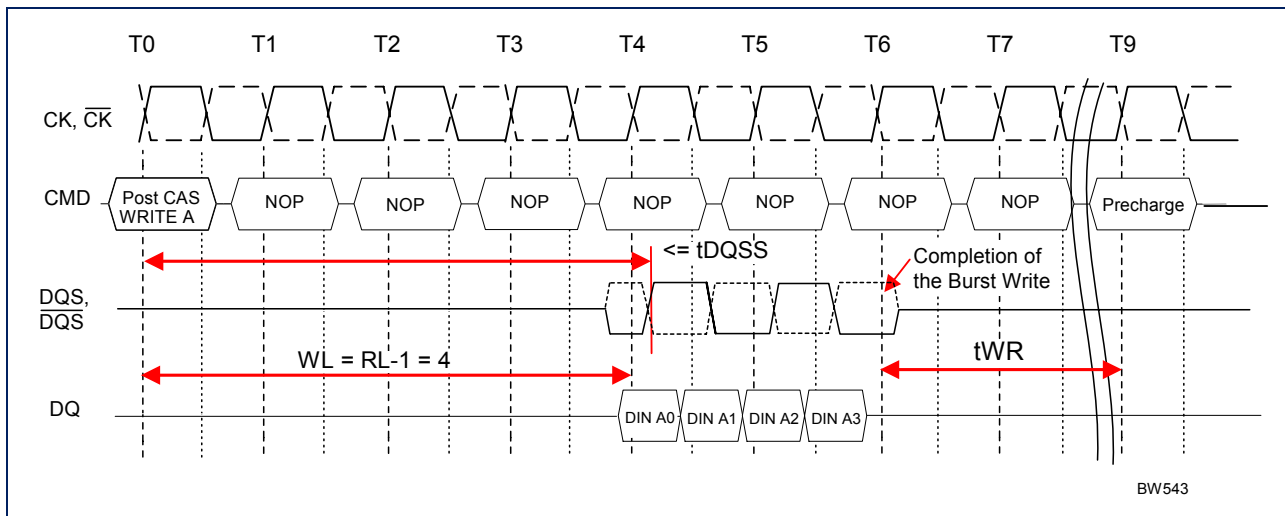 T0 T1 T2 T3 T4 T5 T6 T7 T9
CK, CK
CMD
Post CAS
WRITE A
NOP NOP NOP NOP NOP NOP NOP Precharge
<= tDQSS
Completion of
the Burst Write
DQS,
DQS
WL = RL-1 = 4
tWR
DQ
DIN A0 DIN A1 DIN A2 DIN A3
BW543